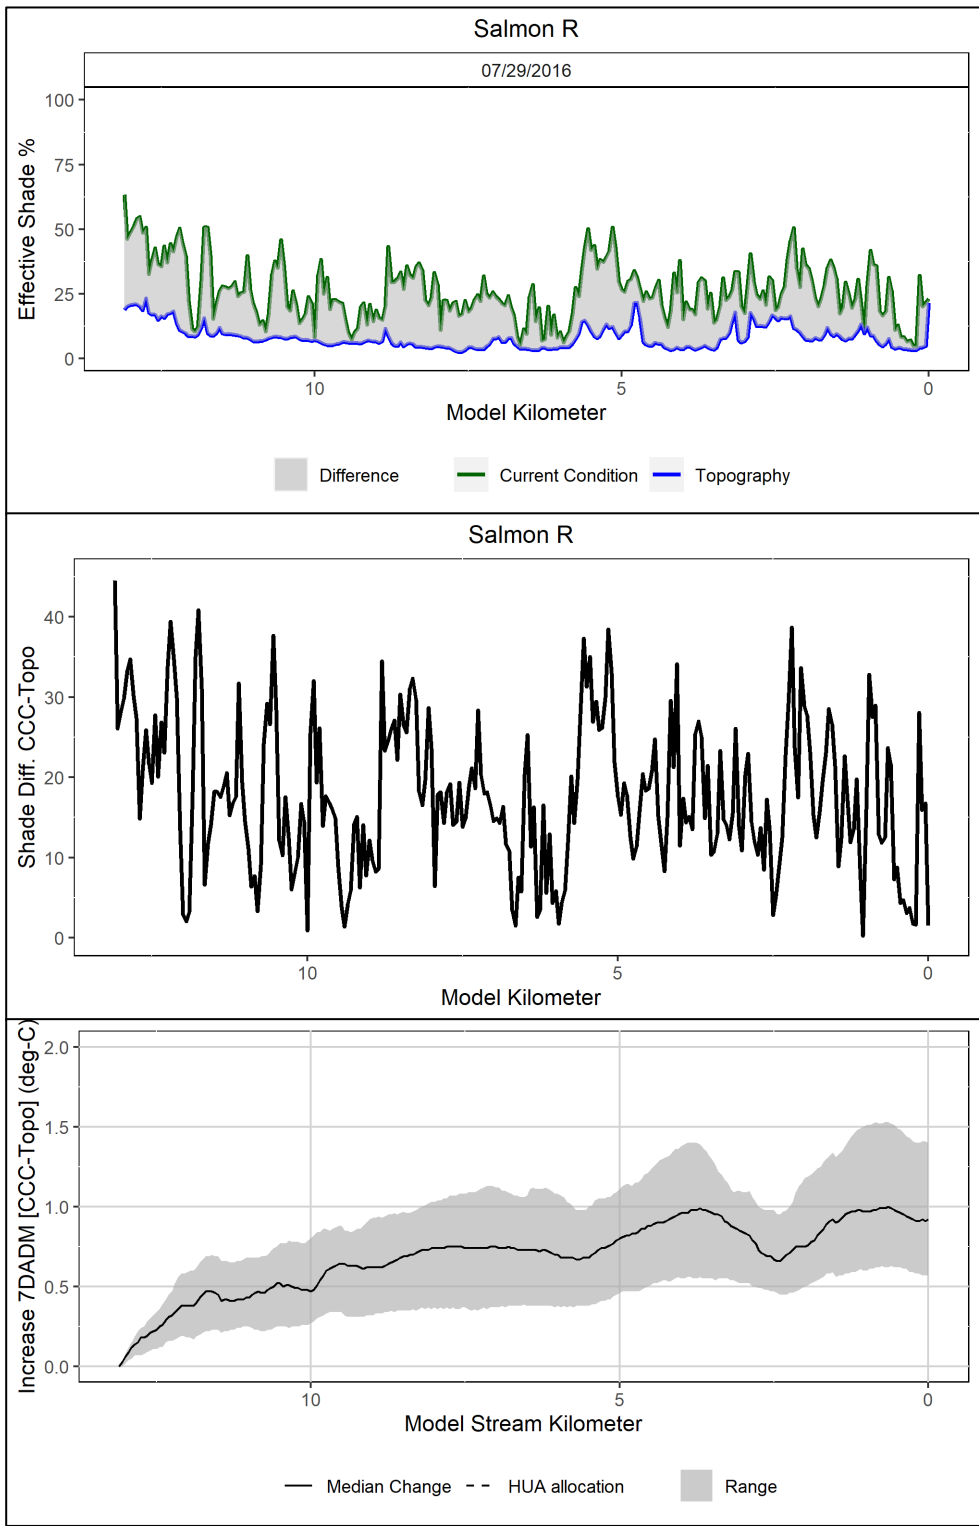 Salmon R
07/29/2016
Effective Shade %
100
75
50
25
0
10
5
0
Model Kilometer
Difference
Current Condition
Topography
Salmon R
Shade Diff. CCC-Topo
40
30
20
10
0
10
5
0
Model Kilometer
Increase 7DADM [CCC-Topo] (deg-C)
2.0
1.5
1.0
0.5
0.0
10
5
0
Model Stream Kilometer
Median Change
HUA allocation
Range